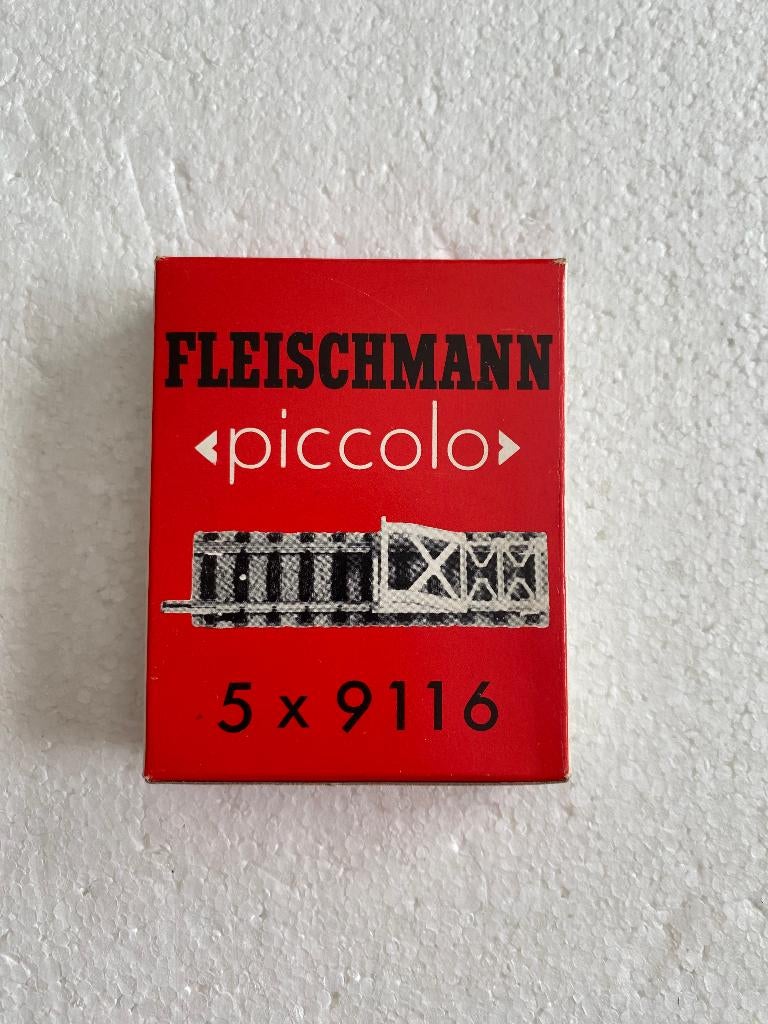 FLEISCHMANN
‹piccolo›
5 x 9116